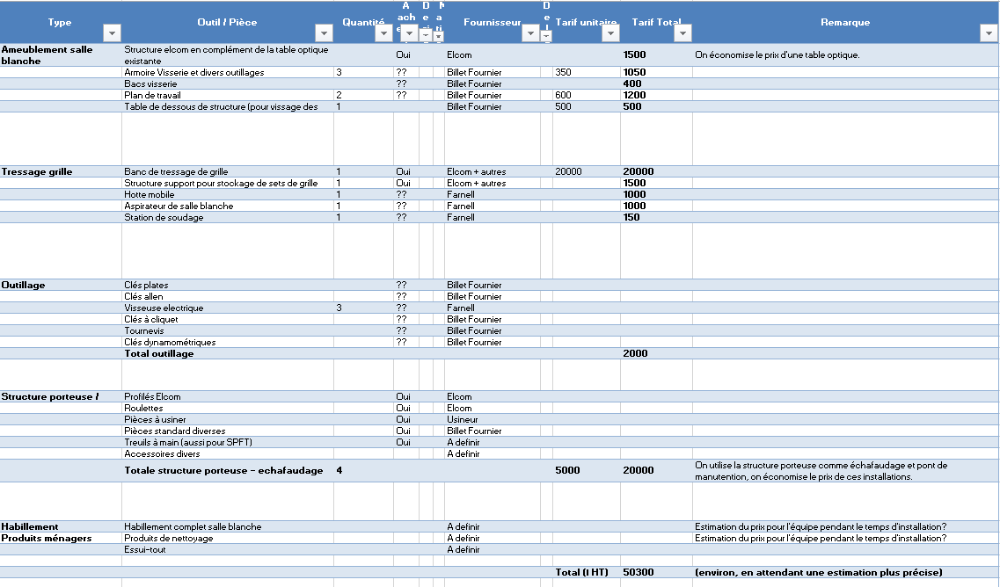 Type Outil / Pièce Quantité Fournisseur Tarif unitaire Tarif Total Remarque
Ameublement salle blanche Structure elcom en complément de la table optique existante Oui Elcom 1500 On économise le prix d'une table optique.
Armoire Visserie et divers outillages 3 ?? Billet Fournier 350 1050
Bacs visserie ?? Billet Fournier 400
Plan de travail 2 ?? Billet Fournier 600 1200
Table de dessous de structure (pour vissage des 1 Billet Fournier 500 500
Tressage grille Banc de tressage de grille 1 Oui Elcom + autres 20000 20000
Structure support pour stockage de sets de grille 1 Oui Elcom + autres 1500
Hotte mobile 1 ?? Farnell 1000
Aspirateur de salle blanche 1 ?? Farnell 1000
Station de soudage 1 ?? Farnell 150
Outillage Clés plates ?? Billet Fournier
Clés allen ?? Billet Fournier
Visseuse electrique 3 ?? Farnell
Clés à cliquet ?? Billet Fournier
Tournevis ?? Billet Fournier
Clés dynamométriques ?? Billet Fournier
Total outillage 2000
Structure porteuse / Profilés Elcom Oui Elcom
Roulettes Oui Elcom
Pièces à usiner Oui Usineur
Pièces standard diverses Oui Billet Fournier
Treuils à main (aussi pour SPFT) Oui A definir
Accessoires divers A definir
Totale structure porteuse - echafaudage 4 5000 20000 On utilise la structure porteuse comme échafaudage et pont de manutention, on économise le prix de ces installations.
Habillement Habillement complet salle blanche A definir Estimation du prix pour l'équipe pendant le temps d'installation?
Produits ménagers Produits de nettoyage A definir Estimation du prix pour l'équipe pendant le temps d'installation?
Essui-tout A definir
Total (I HT) 50300 (environ, en attendant une estimation plus précise)